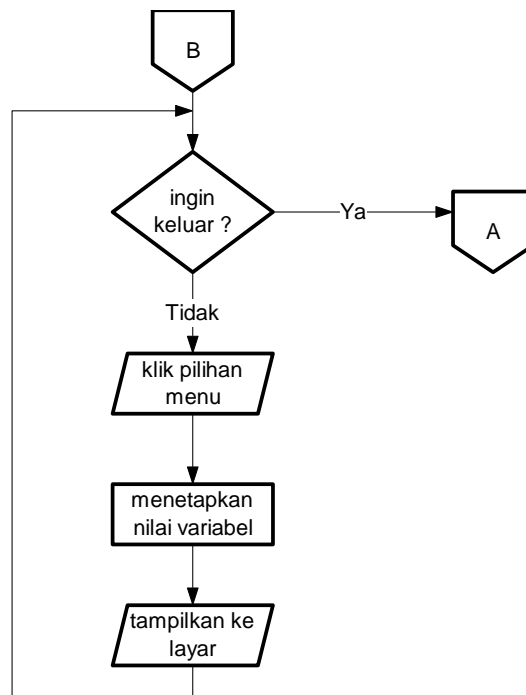 B
ingin
keluar ?
Ya
A
Tidak
klik pilihan
menu
menetapkan
nilai variabel
tampilkan ke
layar